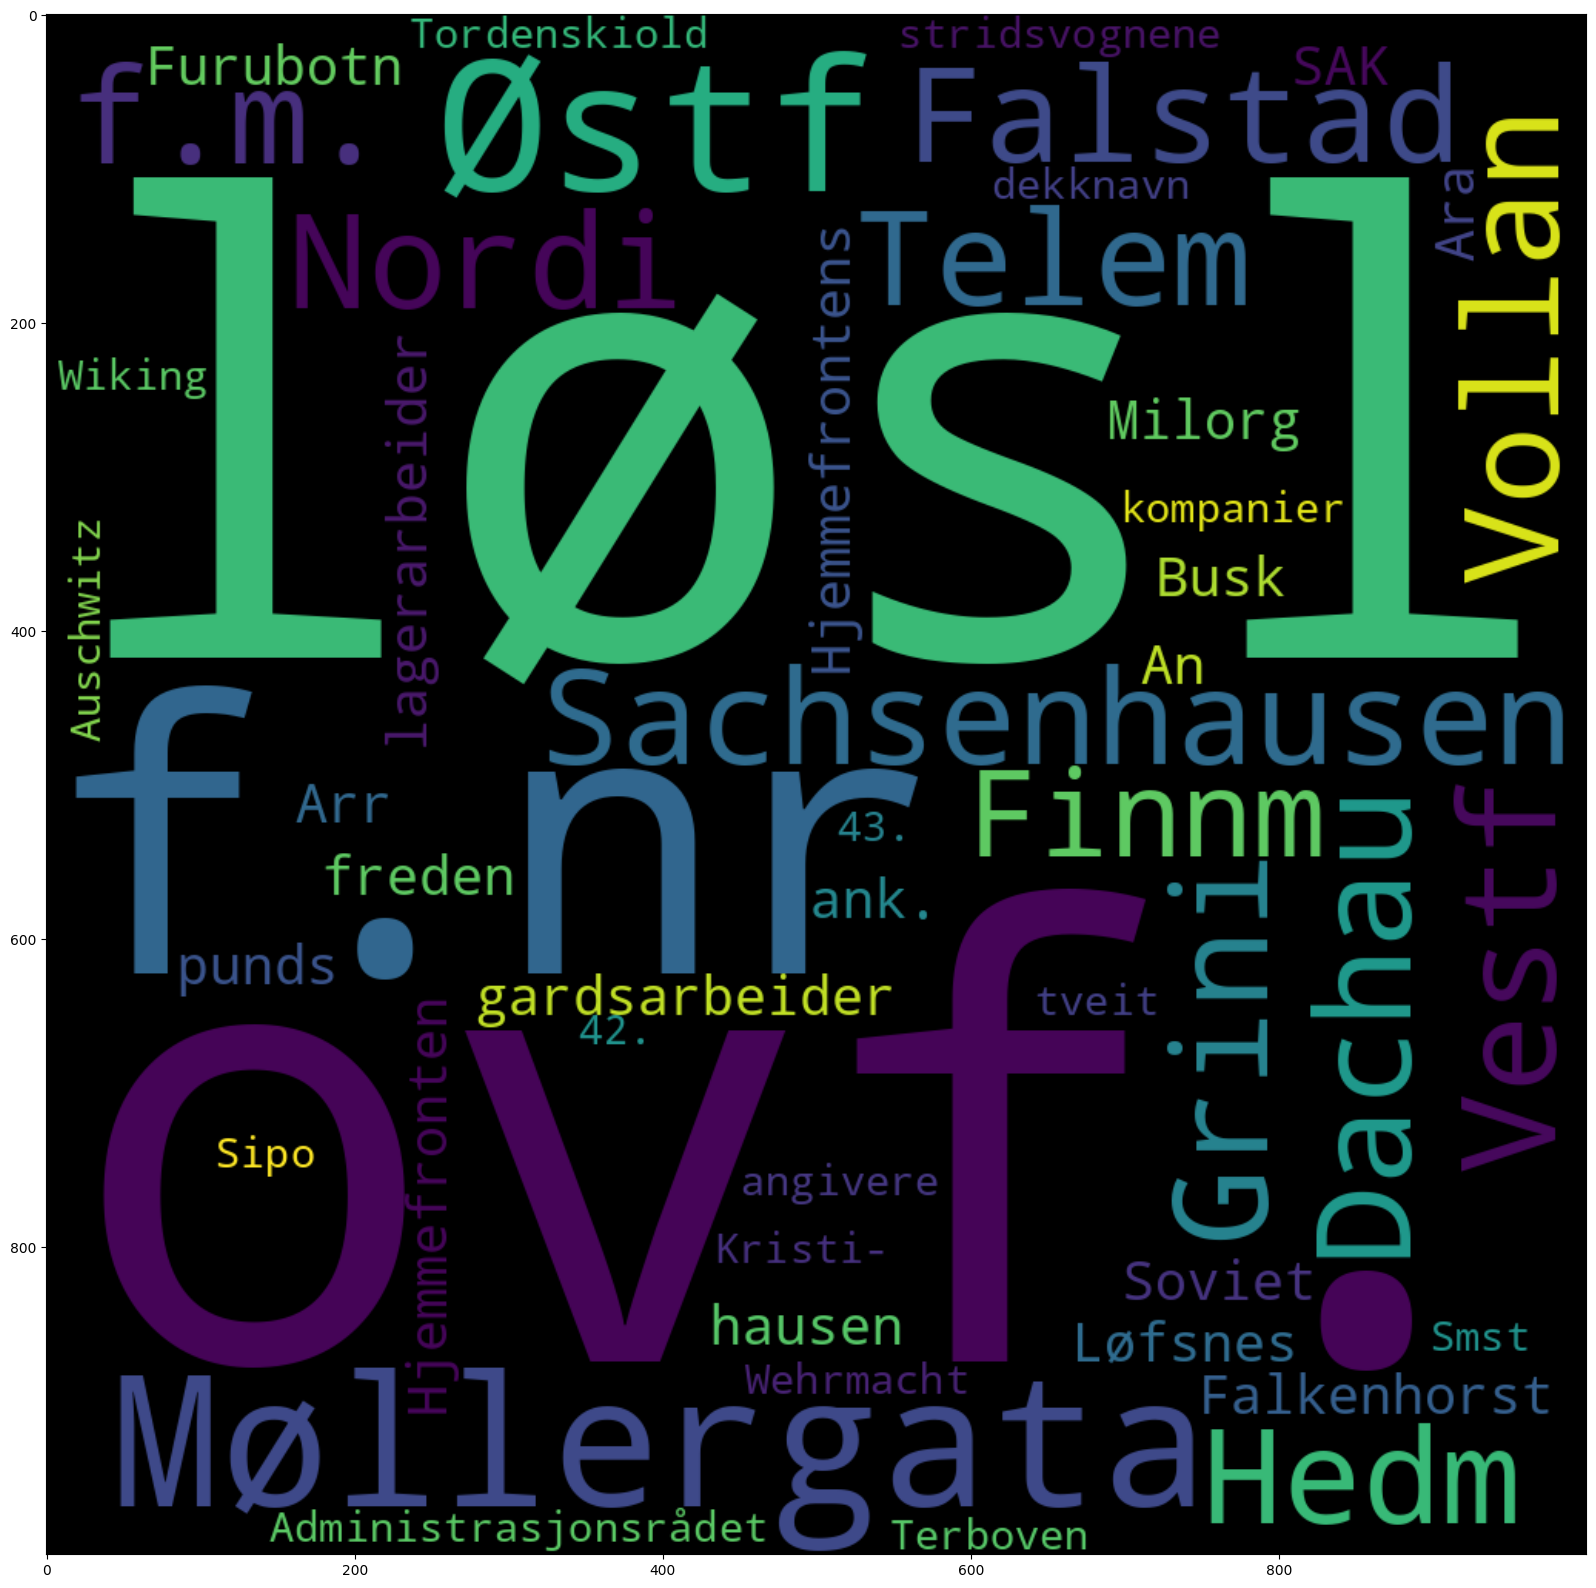 Tordenskiold
stridsvognene
Furubotn
SAK
f.m.
Østf
Falstad
dekknavn
Ara
Vollan
Nordi
Telem
Hjemmefrontens
løsl
Wiking
lagerarbeider
Milorg
kompanier
Auschwitz
Busk
An
Sachsenhausen
f.nr
Arr
43.
Finnm
freden
ank.
punds
Grini
Dachau
Vestf
gardsarbeider
42.
tveit
ovf.
Hjemmefronten
Sipo
angivere
Kristi-
Soviet
hausen
Løfsnes
Smst
Wehrmacht
Falkenhorst
Møllergata
Hedm
Administrasjonsrådet
Terboven
0
200
400
600
800
0
200
400
600
800